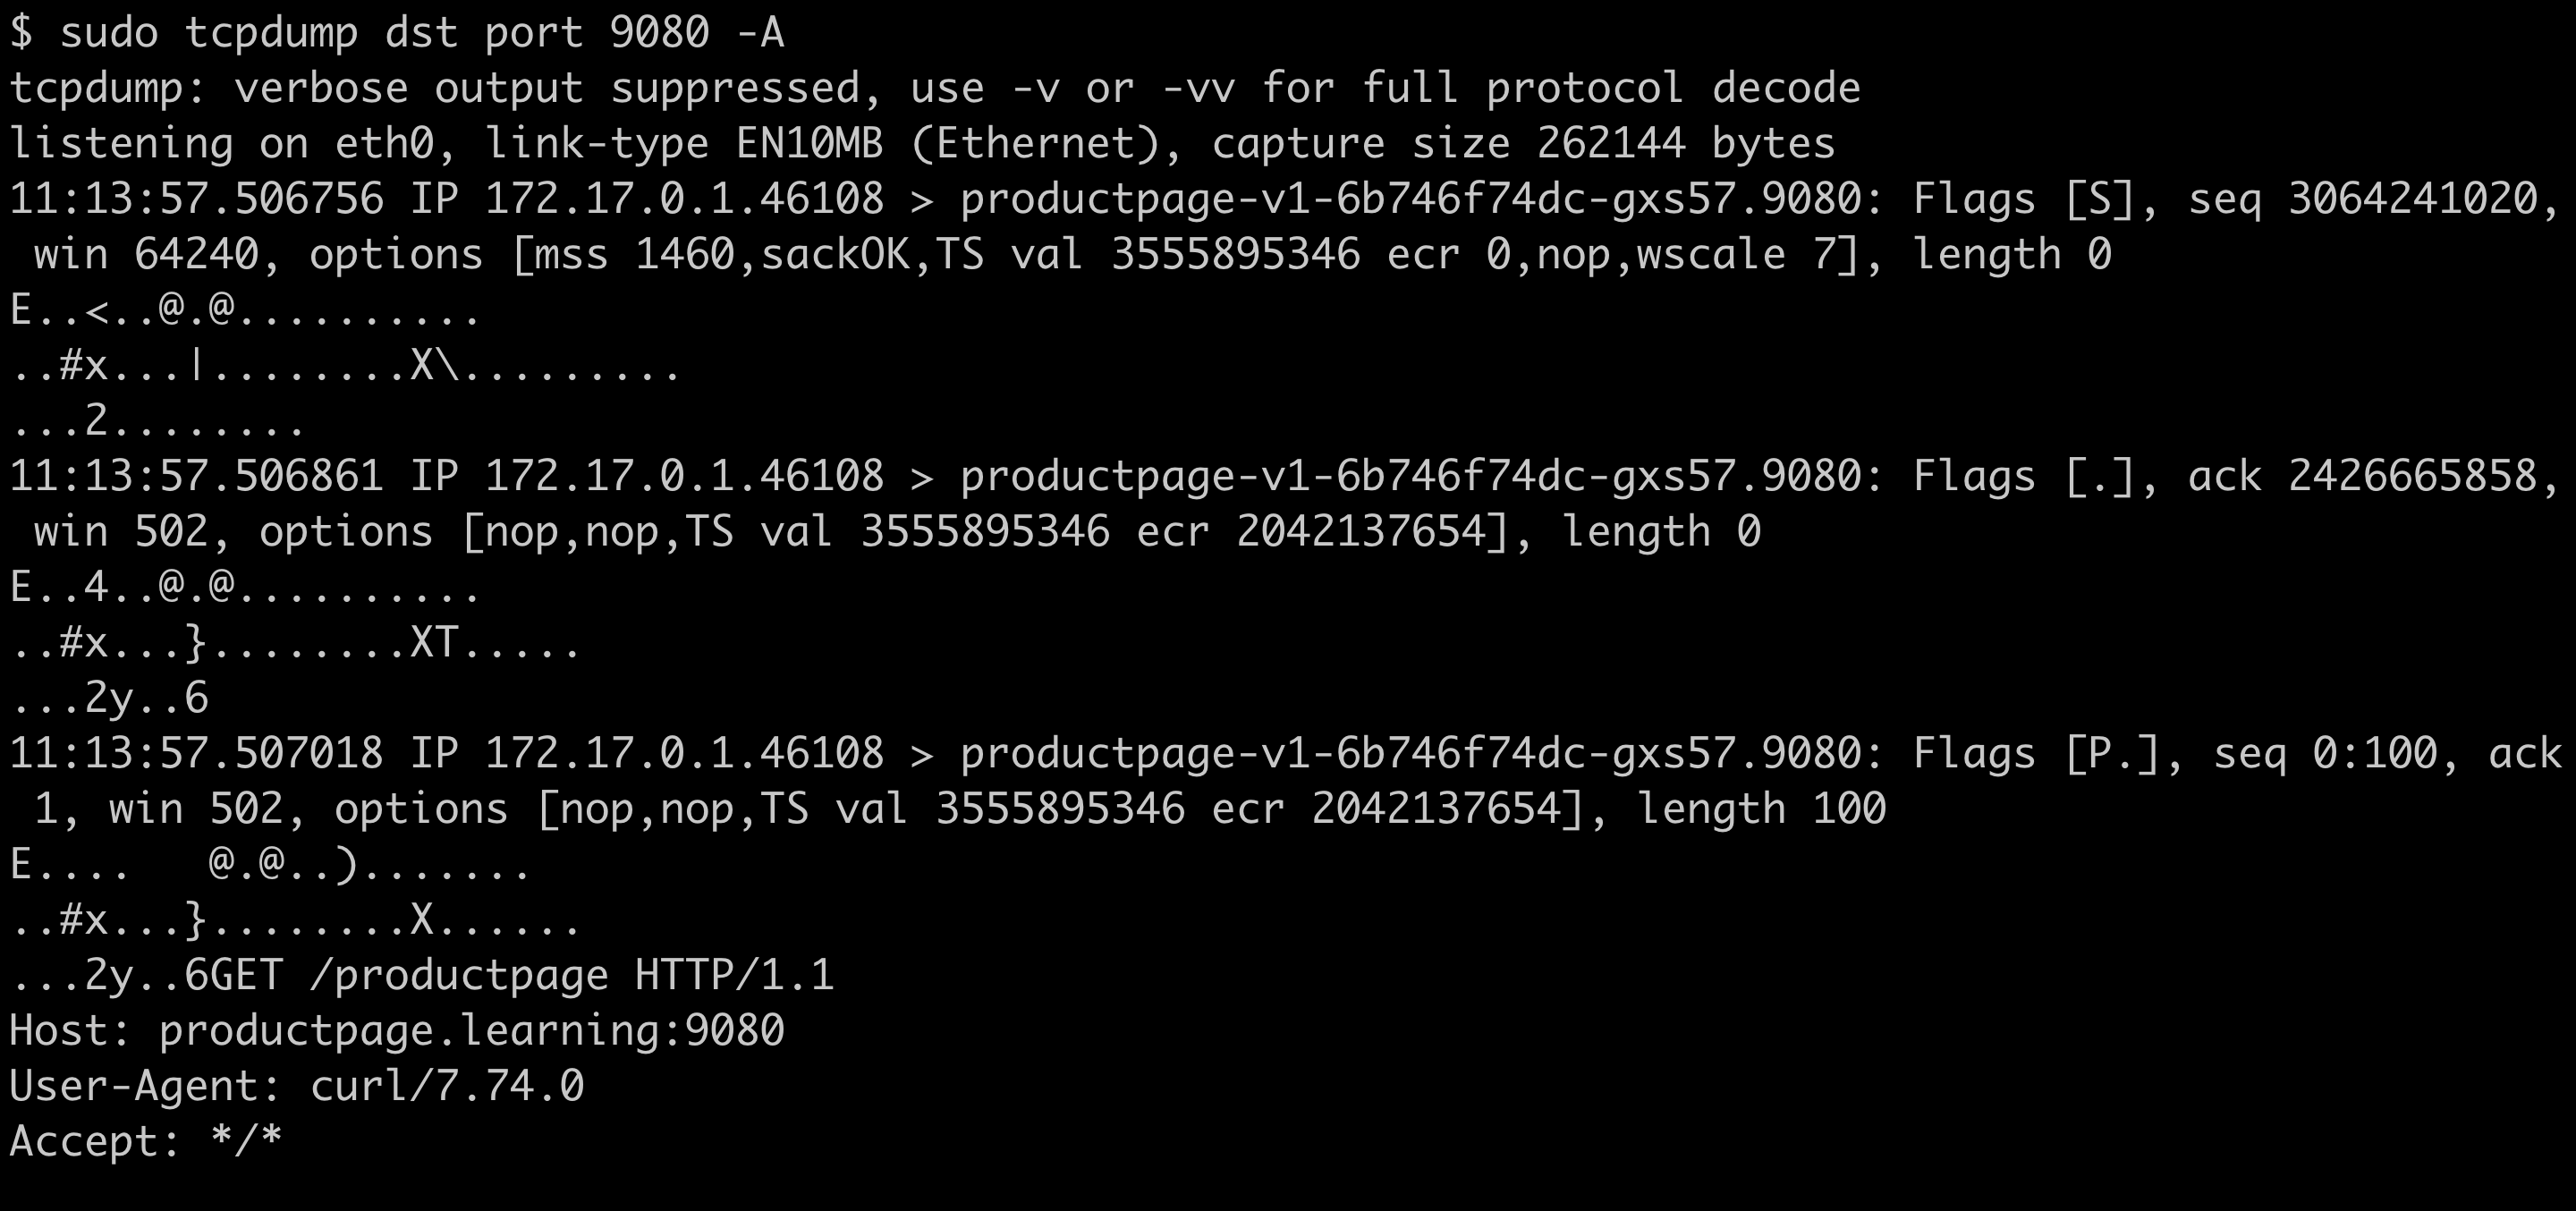 $ sudo tcpdump dst port 9080 -A
tcpdump: verbose output suppressed, use -v or -vv for full protocol decode
listening on eth0, link-type EN10MB (Ethernet), capture size 262144 bytes
11:13:57.506756 IP 172.17.0.1.46108 > productpage-v1-6b746f74dc-gxs57.9080: Flags [S], seq 3064241020,
 win 64240, options [mss 1460,sackOK,TS val 3555895346 ecr 0,nop,wscale 7], length 0
E..<..@.@..........
..#x...|........X\.........
...2........
11:13:57.506861 IP 172.17.0.1.46108 > productpage-v1-6b746f74dc-gxs57.9080: Flags [.], ack 2426665858,
 win 502, options [nop,nop,TS val 3555895346 ecr 2042137654], length 0
E..4..@.@..........
..#x...}........XT.....
...2y..6
11:13:57.507018 IP 172.17.0.1.46108 > productpage-v1-6b746f74dc-gxs57.9080: Flags [P.], seq 0:100, ack
 1, win 502, options [nop,nop,TS val 3555895346 ecr 2042137654], length 100
E....   @.@..).......
..#x...}........X......
...2y..6GET /productpage HTTP/1.1
Host: productpage.learning:9080
User-Agent: curl/7.74.0
Accept: */*